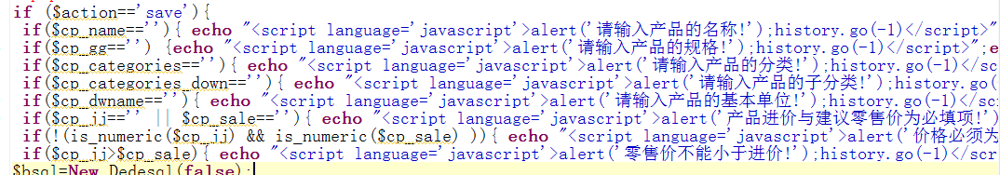 if ($action=='save'){
if($cp_name==''){ echo "<script language='javascript'>alert('请输入产品的名称!');history.go(-1)</script>"
if($cp_gg=='') {echo "<script language='javascript'>alert('请输入产品的规格!');history.go(-1)</script>";e
if($cp_categories==''){ echo "<script language='javascript'>alert('请输入产品的分类!');history.go(-1)</sc
if($cp_categories_down==''){ echo "<script language='javascript'>alert('请输入产品的子分类!');history.go(
if($cp_dwname==''){ echo "<script language='javascript'>alert('请输入产品的基本单位!');history.go(-1)</sc
if($cp_jj=='' || $cp_sale==''){ echo "<script language='javascript'>alert('产品进价与建议零售价为必填项!')
if(!(is_numeric($cp_jj) && is_numeric($cp_sale) )){ echo "<script language='javascript'>alert('价格必须为
if($cp_jj>$cp_sale){ echo "<script language='javascript'>alert('零售价不能小于进价!');history.go(-1)</scr
$bsql=New Dedesql(false);